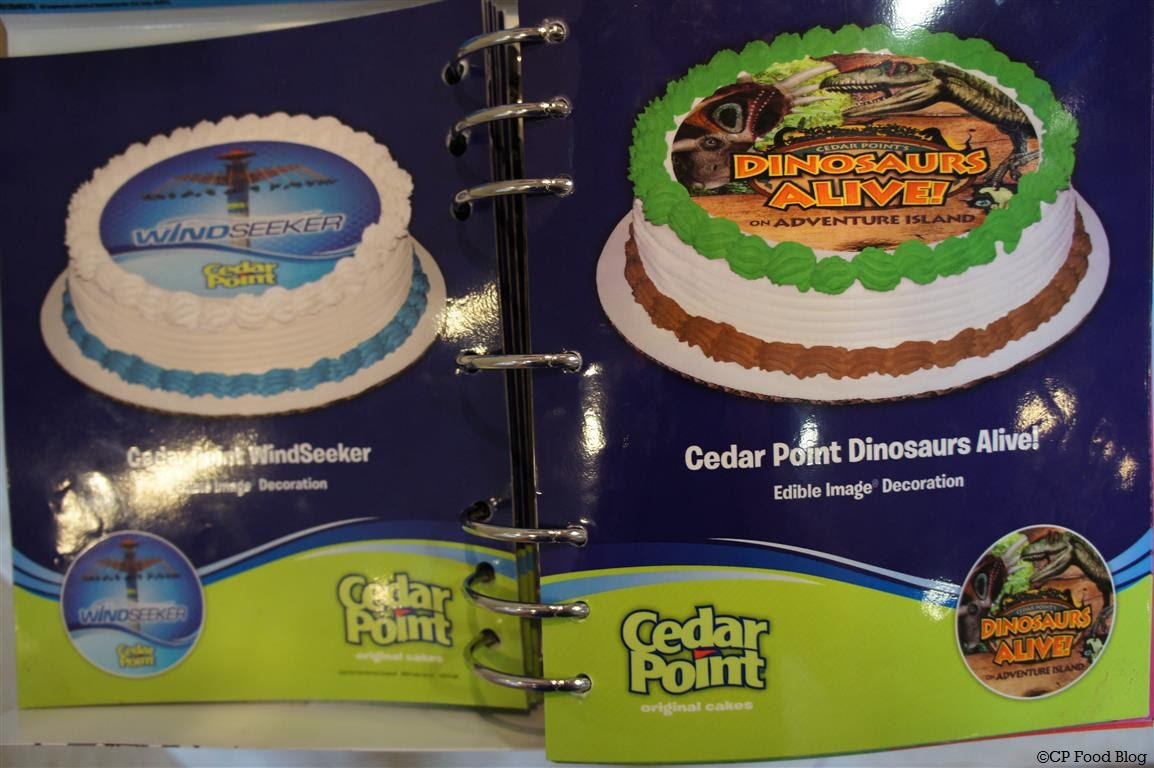 WINDSEEKER
Cedar
Point
Cedar Point WindSeeker
Edible Image® Decoration
WINDSEEKER
Cedar
Point
Cedar
Point
original cakes
CEDAR POINT'S
DINOSAURS
ALIVE!
ON ADVENTURE ISLAND
Cedar Point Dinosaurs Alive!
Edible Image® Decoration
Cedar
Point
original cakes
CEDAR POINT'S
DINOSAURS
ALIVE!
ON ADVENTURE ISLAND
©CP Food Blog